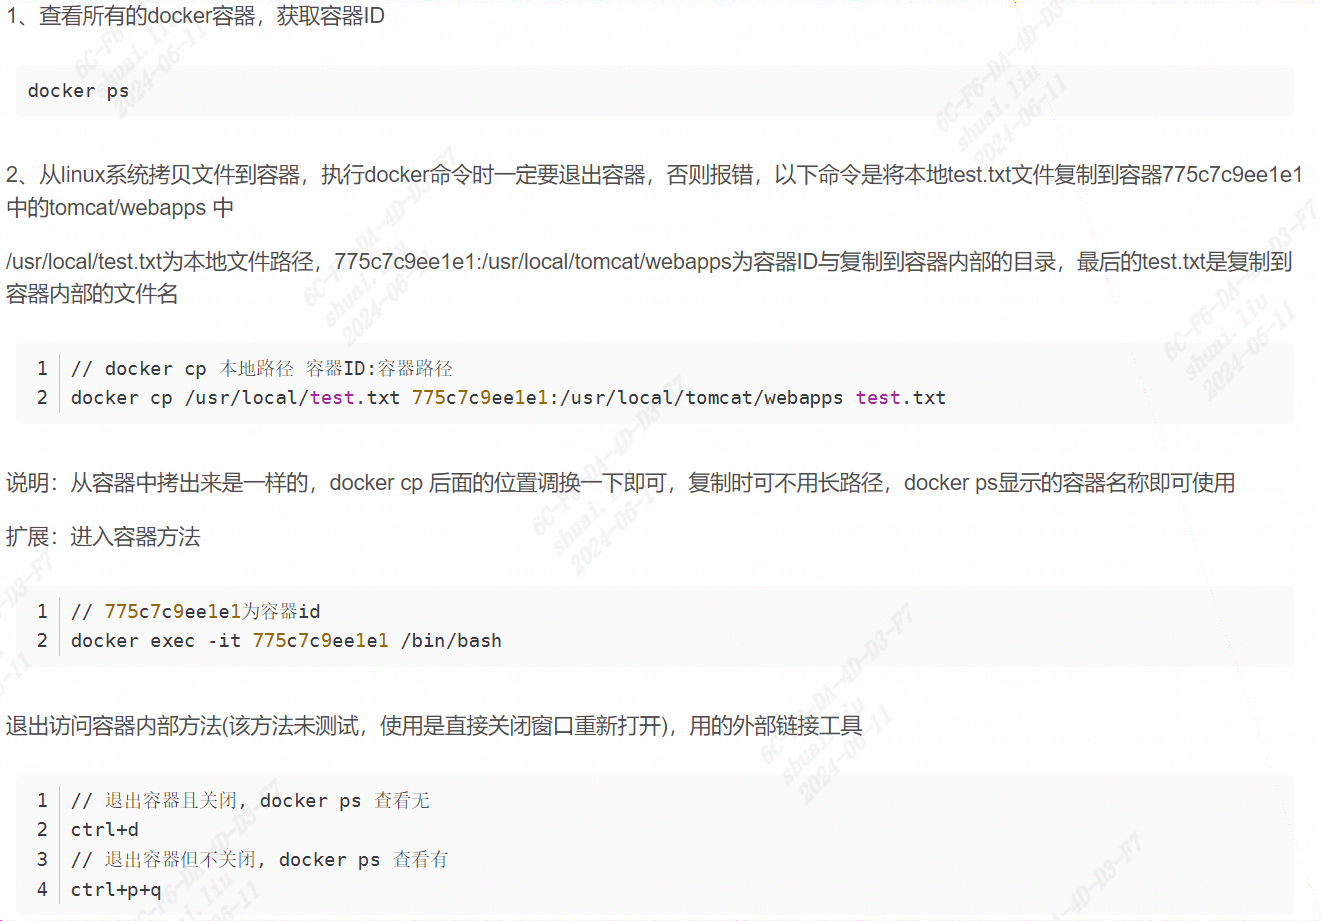 1、查看所有的docker容器，获取容器ID
docker ps
2、从linux系统拷贝文件到容器，执行docker命令时一定要退出容器，否则报错，以下命令是将本地test.txt文件复制到容器775c7c9ee1e1
中的tomcat/webapps 中
/usr/local/test.txt为本地文件路径，775c7c9ee1e1:/usr/local/tomcat/webapps为容器ID与复制到容器内部的目录，最后的test.txt是复制到
容器内部的文件名
1 // docker cp 本地路径 容器ID:容器路径
2 docker cp /usr/local/test.txt 775c7c9ee1e1:/usr/local/tomcat/webapps test.txt
说明：从容器中拷出来是一样的，docker cp 后面的位置调换一下即可，复制时可不用长路径，docker ps显示的容器名称即可使用
扩展：进入容器方法
1 // 775c7c9ee1e1为容器id
2 docker exec -it 775c7c9ee1e1 /bin/bash
退出访问容器内部方法(该方法未测试，使用是直接关闭窗口重新打开)，用的外部链接工具
1 // 退出容器且关闭, docker ps 查看无
2 ctrl+d
3 // 退出容器但不关闭, docker ps 查看有
4 ctrl+p+q
6C-F6-DA-4D-D3-F7
shuai.liu
2024-06-11